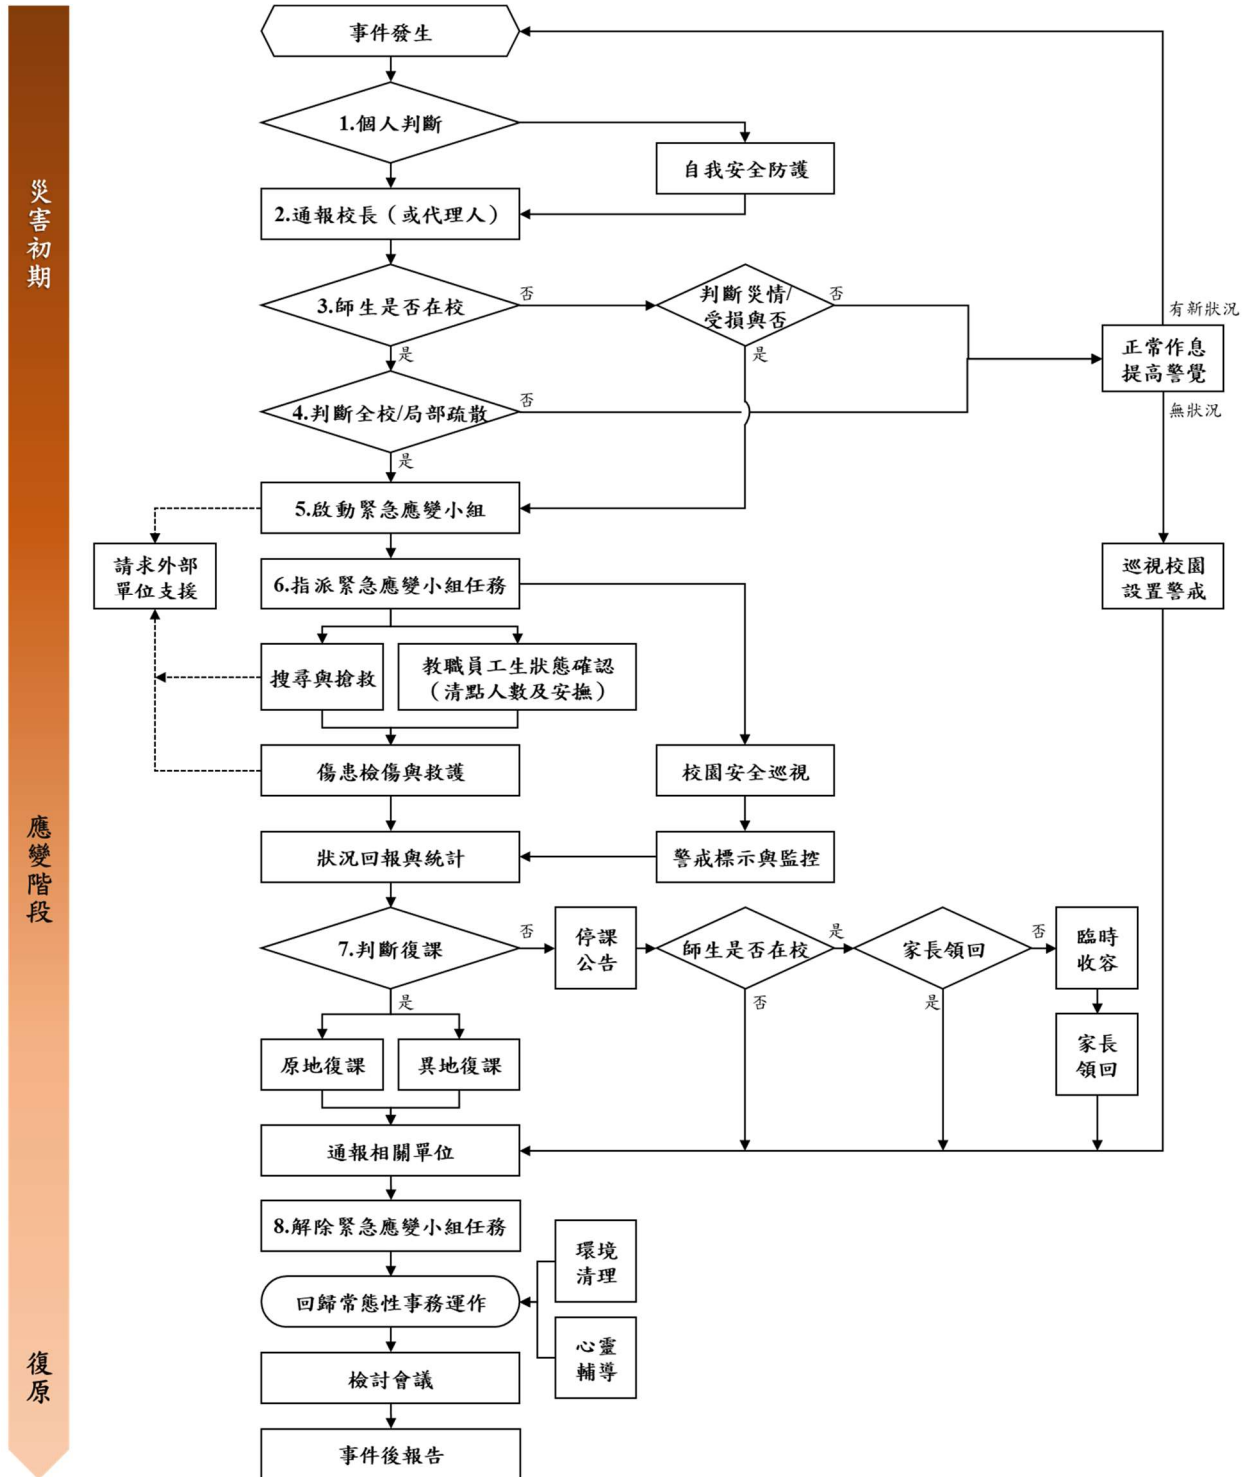 事件發生
1.個人判斷
自我安全防護
2.通報校長（或代理人）
災害初期
3.師生是否在校
否
判斷災情/
受損與否
否
有新狀況
正常作息
提高警覺
是
是
無狀況
4.判斷全校/局部疏散
否
是
5.啟動緊急應變小組
請求外部
單位支援
6.指派緊急應變小組任務
巡視校園
設置警戒
搜尋與搶救
教職員工生狀態確認
（清點人數及安撫）
傷患檢傷與救護
校園安全巡視
應變階段
狀況回報與統計
警戒標示與監控
7.判斷復課
否
停課
公告
師生是否在校
是
家長領回
否
臨時
收容
是
否
是
原地復課
異地復課
家長
領回
通報相關單位
8.解除緊急應變小組任務
環境
清理
回歸常態性事務運作
心靈
輔導
復原
檢討會議
事件後報告